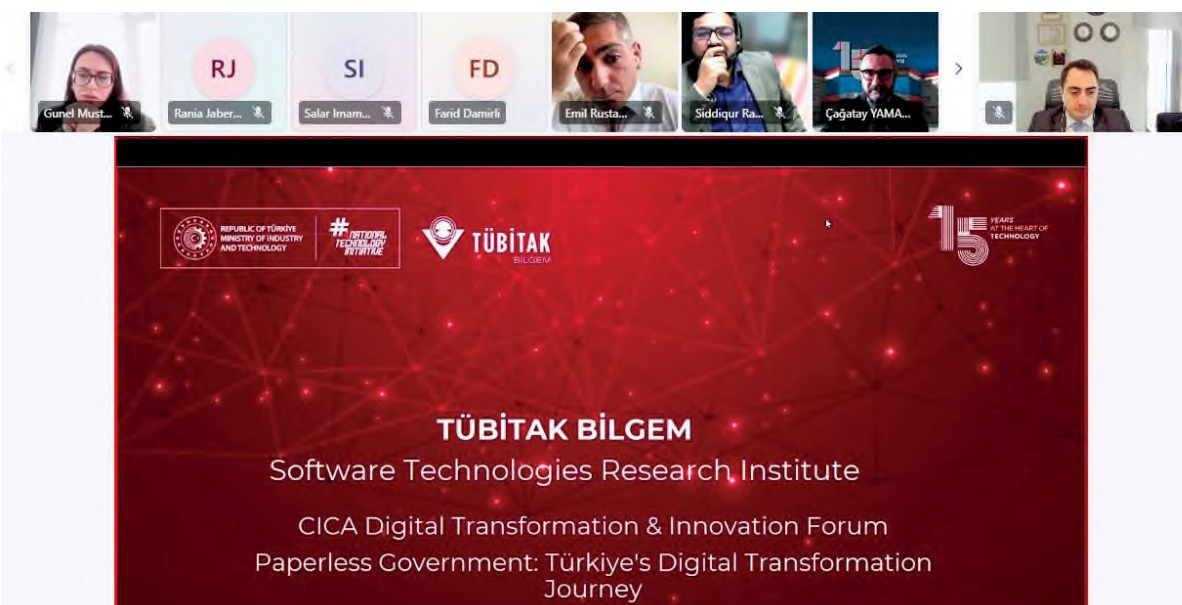 RJ
SI
FD
Gunel Must...
Rania Jaber...
Salar Imam...
Farid Damirli
Emil Rusta...
Siddiqur Ra...
Çağatay YAMA...
REPUBLIC OF TÜRKİYE
MINISTRY OF INDUSTRY
AND TECHNOLOGY
#NATIONAL
TECHNOLOGY
INITIATIVE
TÜBİTAK
BİLGEM
15
YEARS
AT THE HEART OF
TECHNOLOGY
TÜBİTAK BİLGEM
Software Technologies Research Institute
CICA Digital Transformation & Innovation Forum
Paperless Government: Türkiye's Digital Transformation
Journey